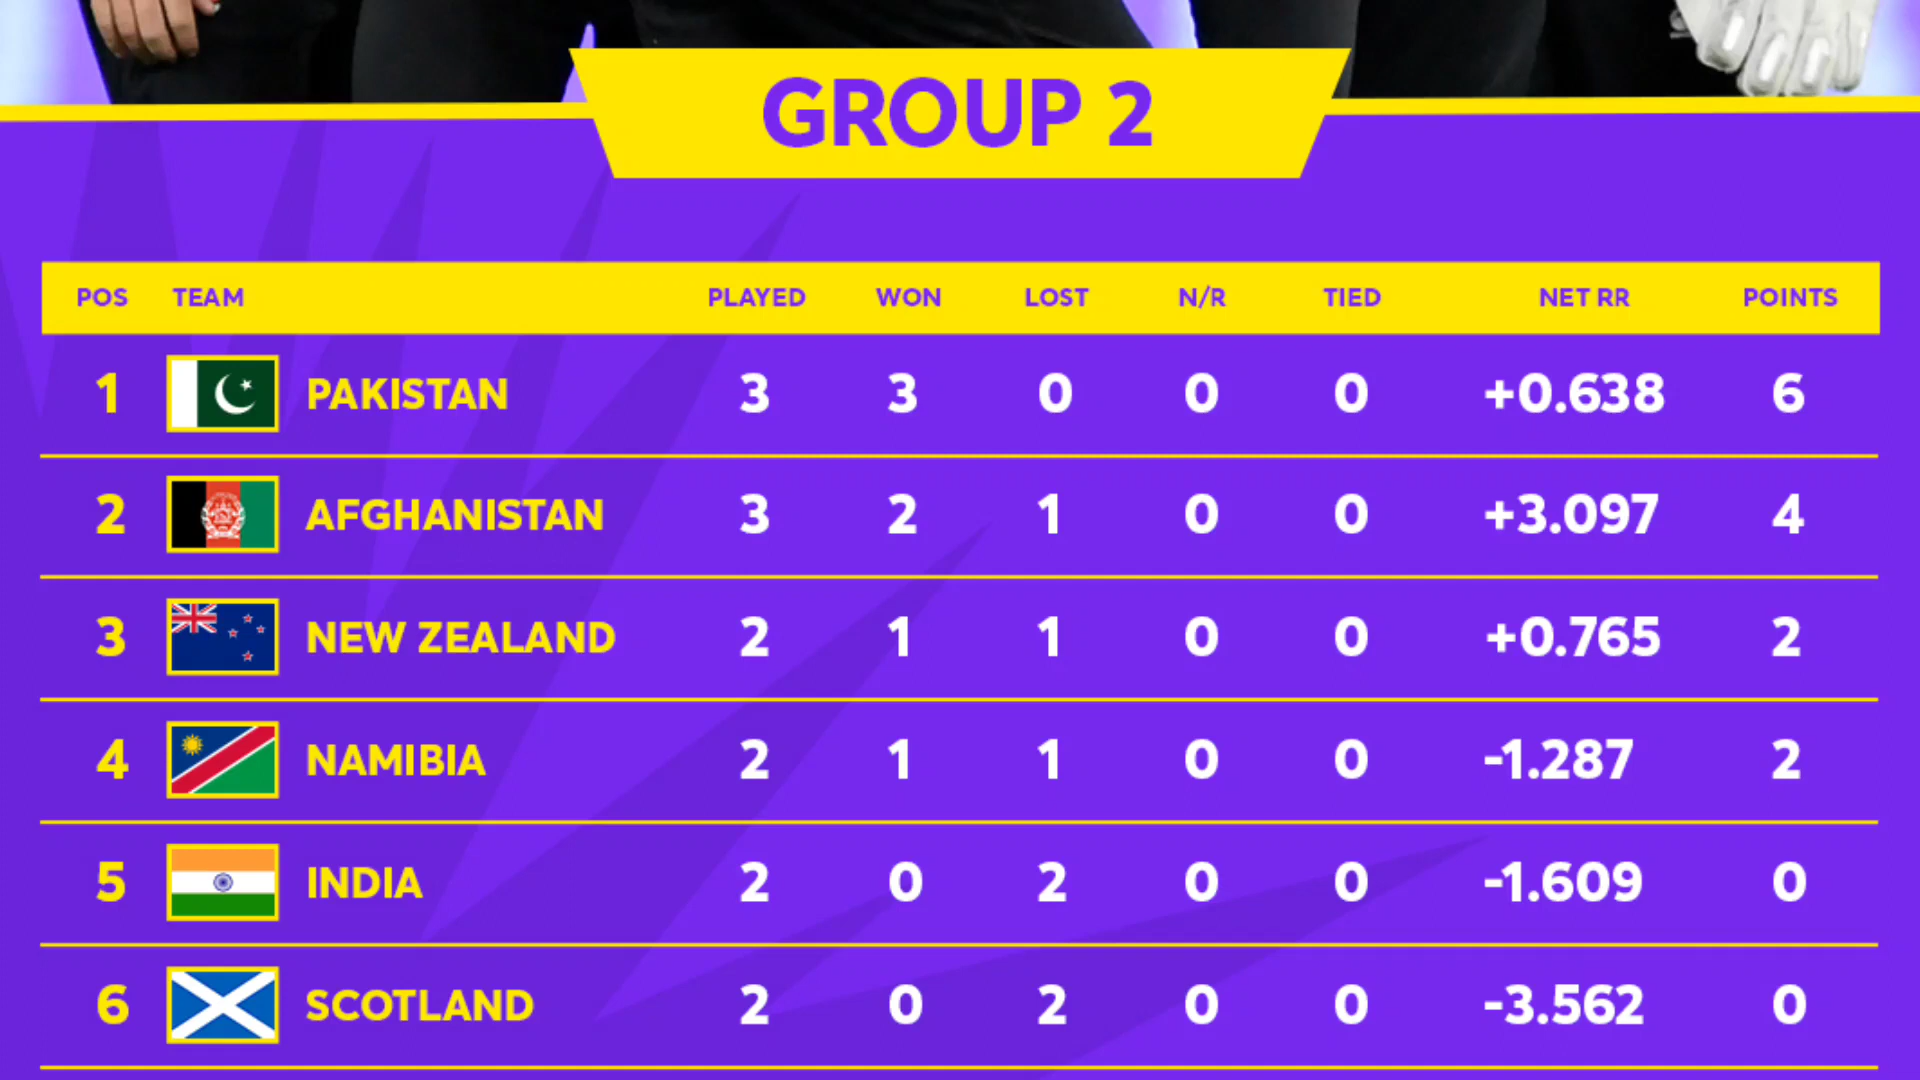 GROUP 2
POS TEAM PLAYED WON LOST N/R TIED NET RR POINTS
1 PAKISTAN 3 3 0 0 0 +0.638 6
2 AFGHANISTAN 3 2 1 0 0 +3.097 4
3 NEW ZEALAND 2 1 1 0 0 +0.765 2
4 NAMIBIA 2 1 1 0 0 -1.287 2
5 INDIA 2 0 2 0 0 -1.609 0
6 SCOTLAND 2 0 2 0 0 -3.562 0